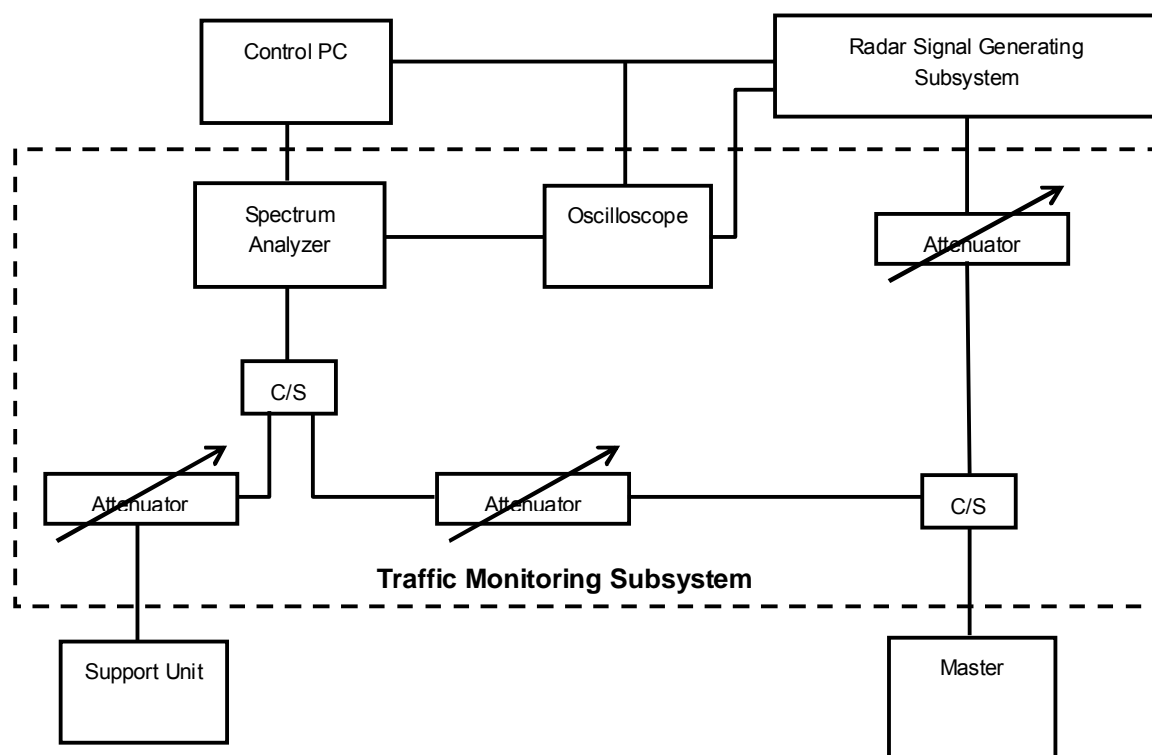 Control PC
Radar Signal Generating
Subsystem
Spectrum
Analyzer
Oscilloscope
Attenuator
C/S
Attenuator
Attenuator
C/S
Traffic Monitoring Subsystem
Support Unit
Master